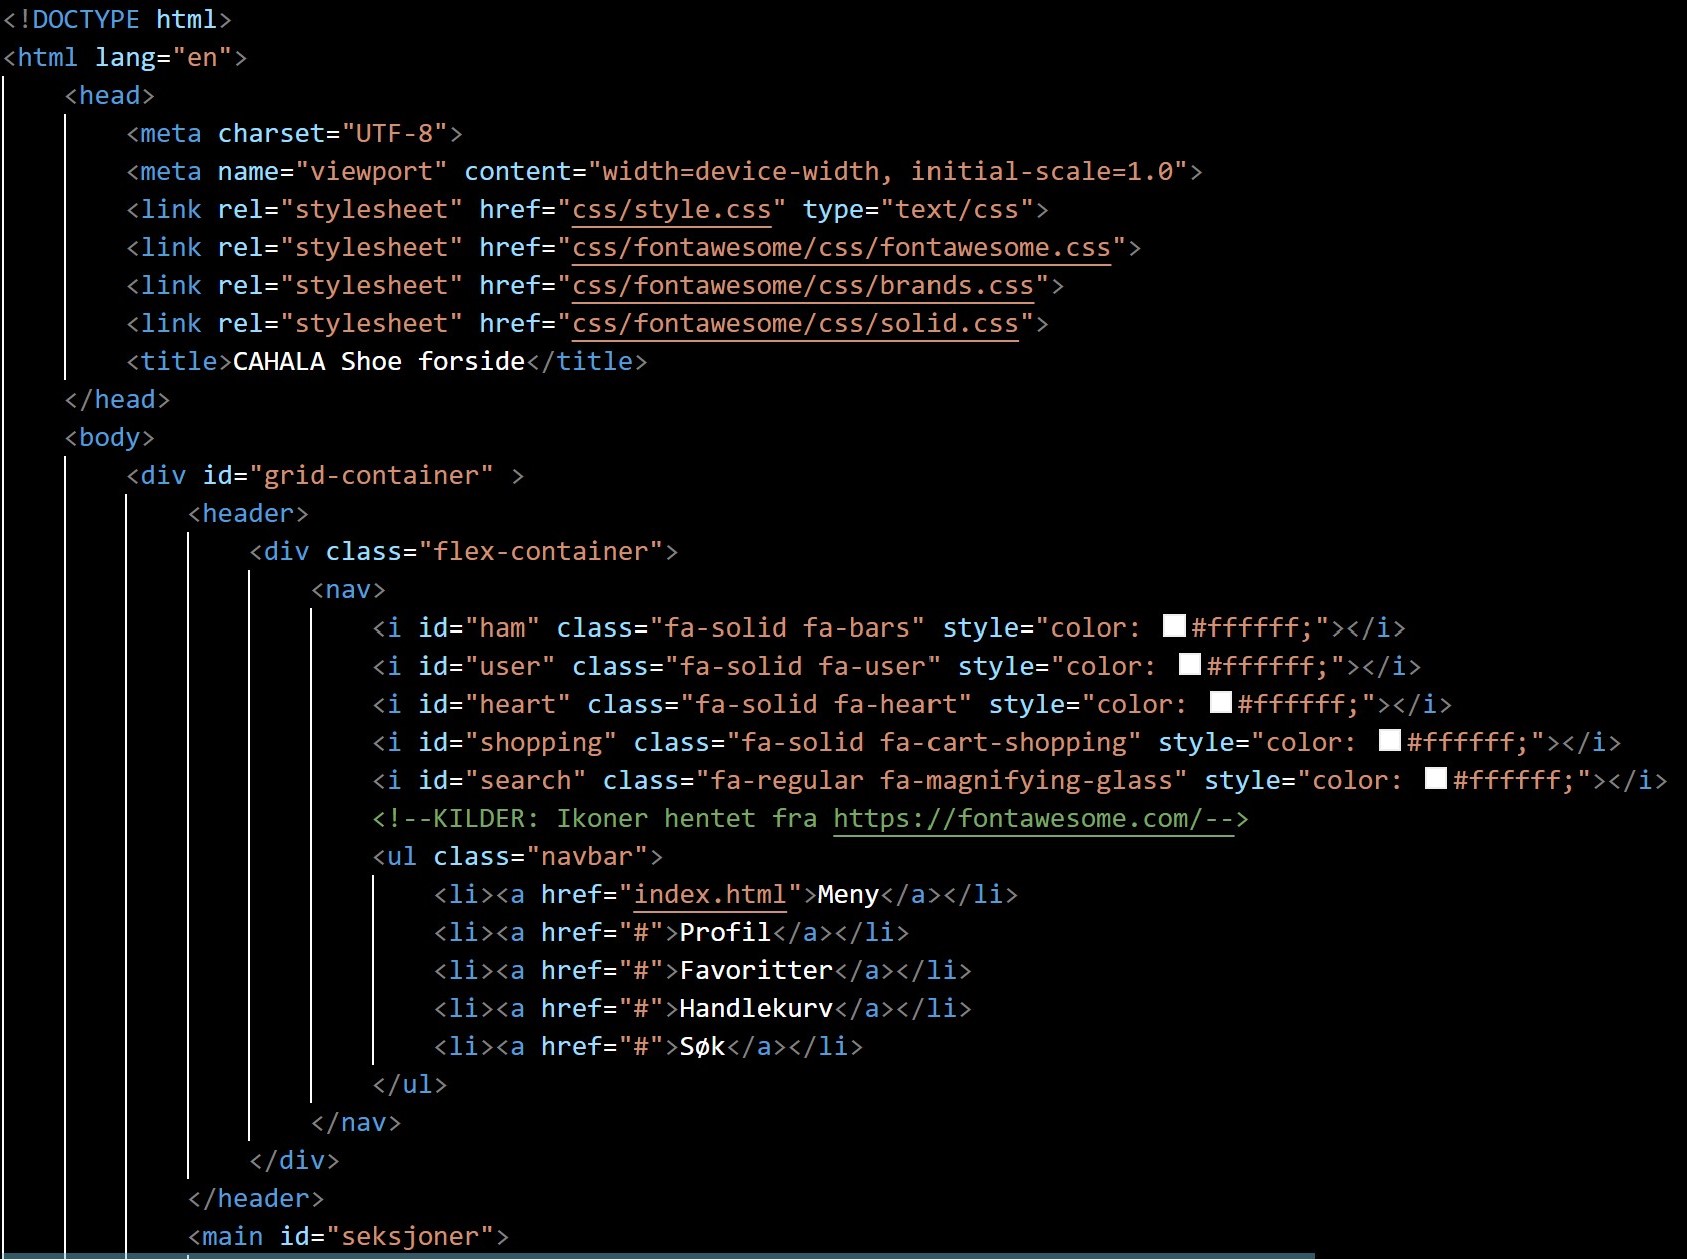 <!DOCTYPE html>
<html lang="en">
    <head>
        <meta charset="UTF-8">
        <meta name="viewport" content="width=device-width, initial-scale=1.0">
        <link rel="stylesheet" href="css/style.css" type="text/css">
        <link rel="stylesheet" href="css/fontawesome/css/fontawesome.css">
        <link rel="stylesheet" href="css/fontawesome/css/brands.css">
        <link rel="stylesheet" href="css/fontawesome/css/solid.css">
        <title>CAHALA Shoe forside</title>
    </head>
    <body>
        <div id="grid-container" >
            <header>
                <div class="flex-container">
                    <nav>
                        <i id="ham" class="fa-solid fa-bars" style="color: #ffffff;"></i>
                        <i id="user" class="fa-solid fa-user" style="color: #ffffff;"></i>
                        <i id="heart" class="fa-solid fa-heart" style="color: #ffffff;"></i>
                        <i id="shopping" class="fa-solid fa-cart-shopping" style="color: #ffffff;"></i>
                        <i id="search" class="fa-regular fa-magnifying-glass" style="color: #ffffff;"></i>
                        <!--KILDER: Ikoner hentet fra https://fontawesome.com/-->
                        <ul class="navbar">
                            <li><a href="index.html">Meny</a></li>
                            <li><a href="#">Profil</a></li>
                            <li><a href="#">Favoritter</a></li>
                            <li><a href="#">Handlekurv</a></li>
                            <li><a href="#">Søk</a></li>
                        </ul>
                    </nav>
                </div>
            </header>
            <main id="seksjoner">